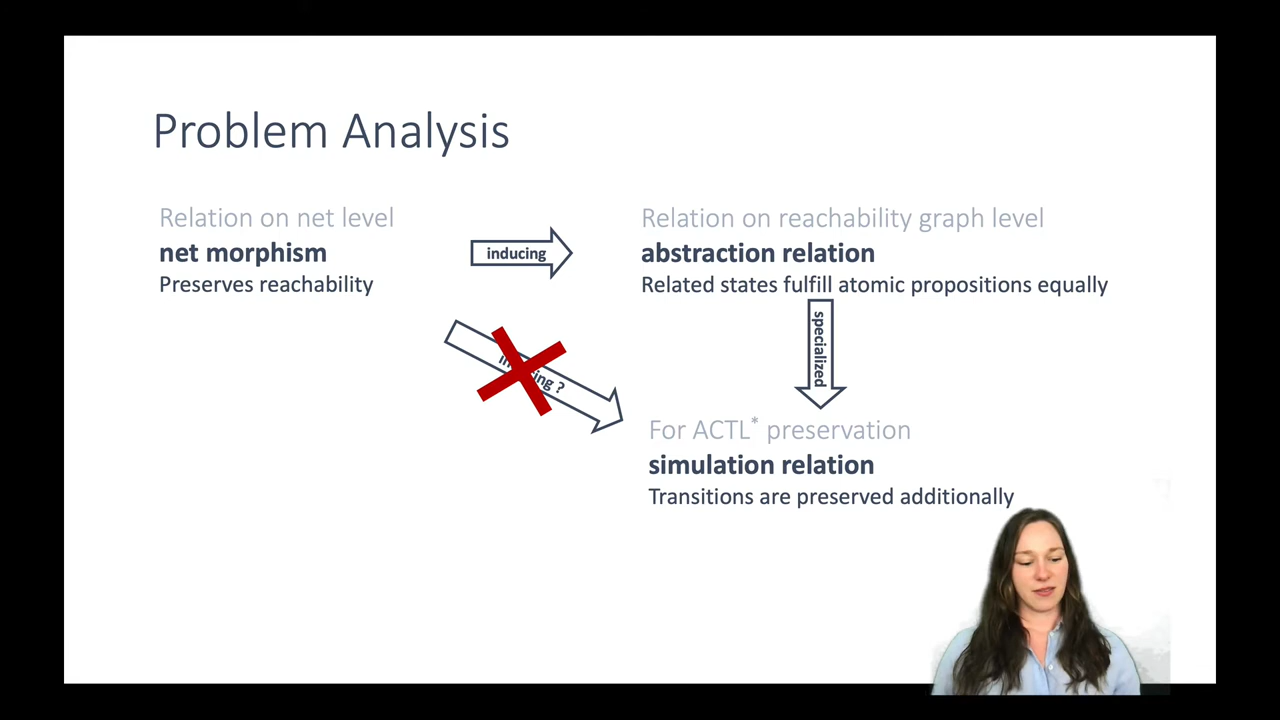 Problem Analysis
Relation on net level
net morphism
Preserves reachability
inducing
Relation on reachability graph level
abstraction relation
Related states fulfill atomic propositions equally
specialized
?
For ACTL* preservation
simulation relation
Transitions are preserved additionally